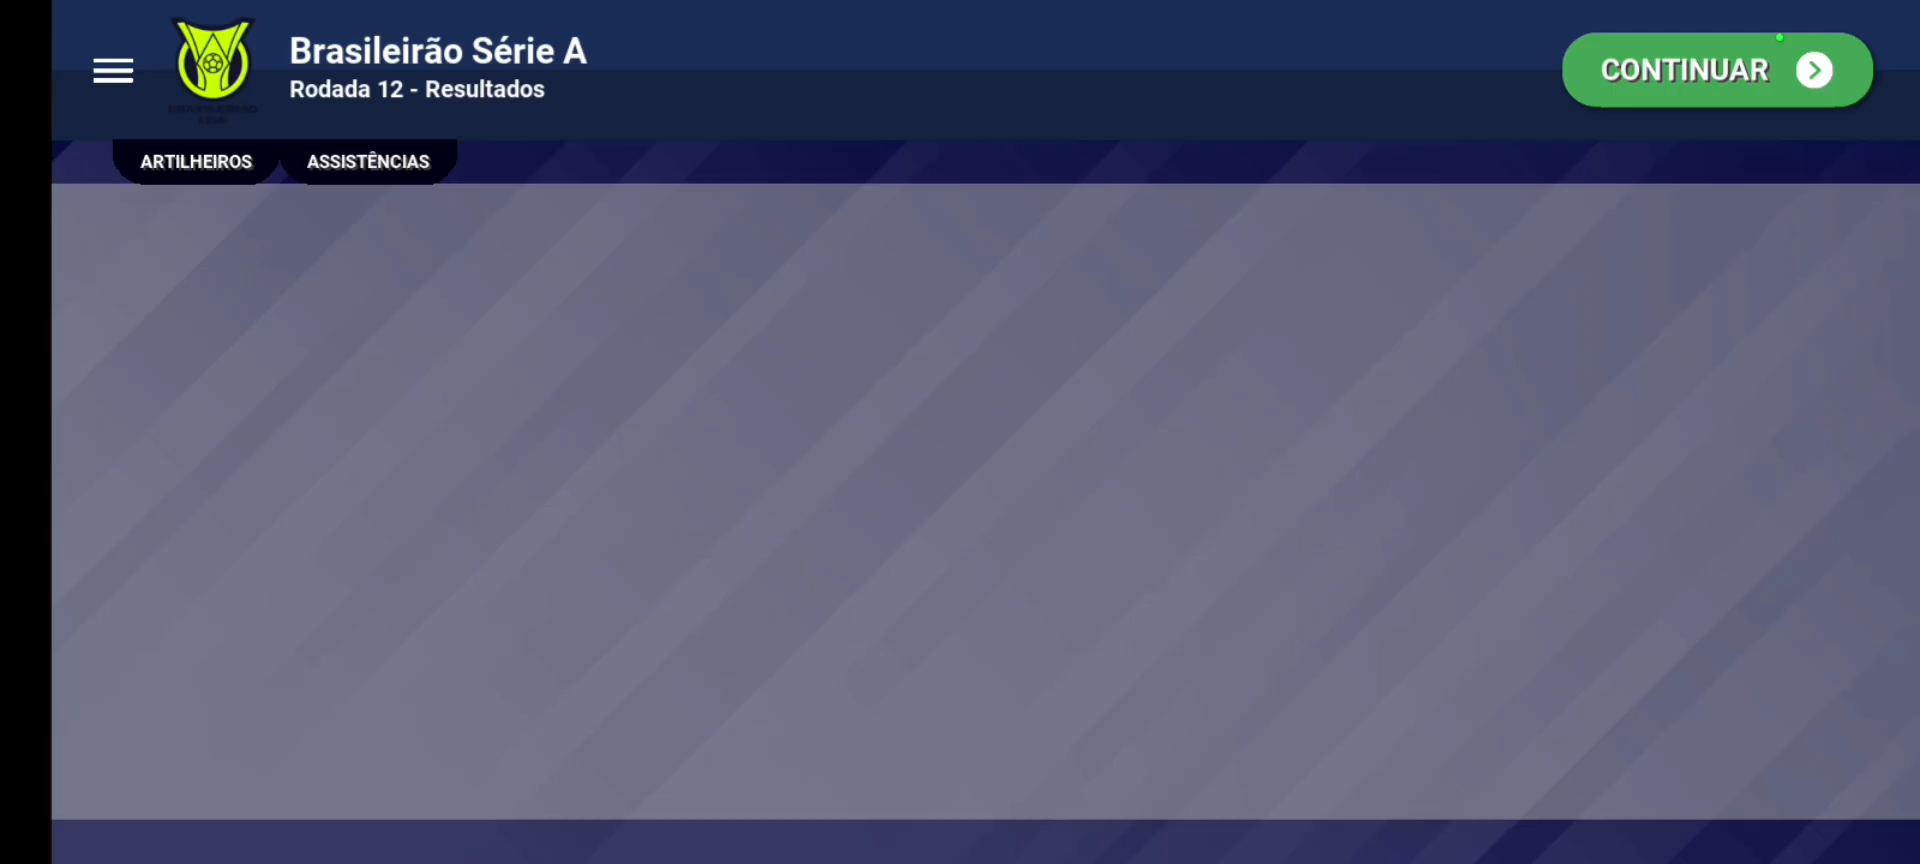 Brasileirão Série A
Rodada 12 - Resultados
CONTINUAR
ARTILHEIROS
ASSISTÊNCIAS